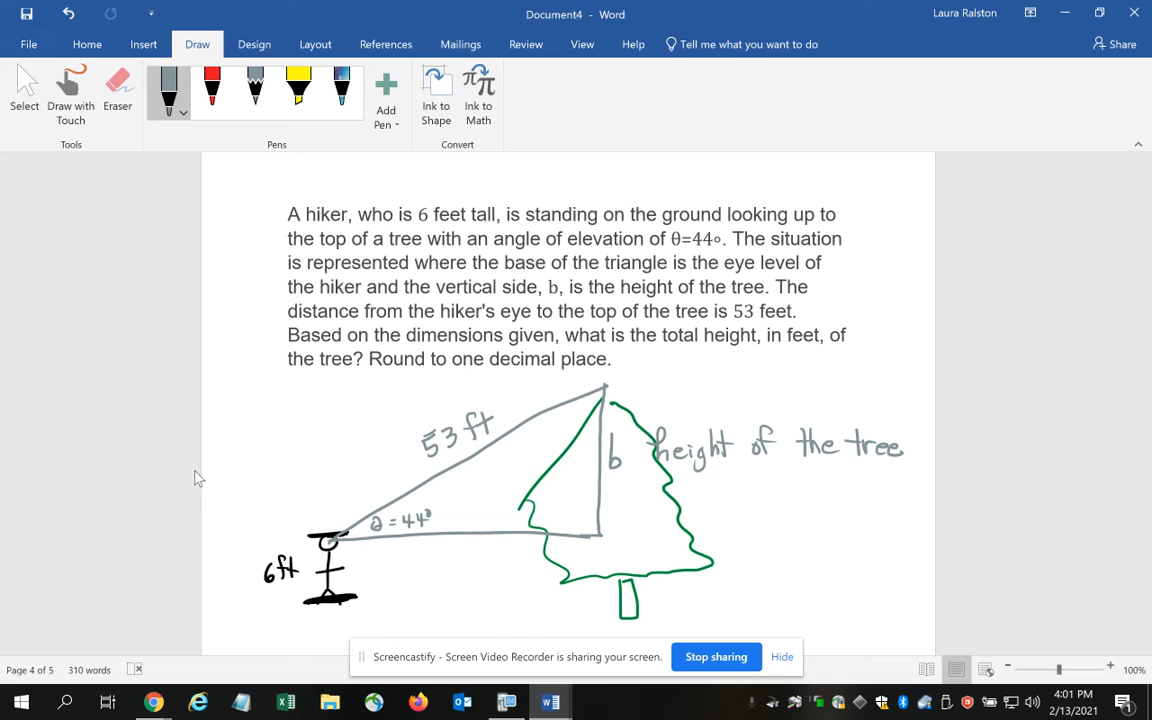 Document4 - Word
Laura Ralston
File Home Insert Draw Design Layout References Mailings Review View Help Tell me what you want to do Share
Select
Draw with
Touch
Eraser
Add
Pen
Ink to
Shape
Ink to
Math
Tools
Pens
Convert
A hiker, who is 6 feet tall, is standing on the ground looking up to
the top of a tree with an angle of elevation of θ=44∘. The situation
is represented where the base of the triangle is the eye level of
the hiker and the vertical side, b, is the height of the tree. The
distance from the hiker's eye to the top of the tree is 53 feet.
Based on the dimensions given, what is the total height, in feet, of
the tree? Round to one decimal place.
53 ft
b height of the tree
θ = 44°
6ft
Screencastify - Screen Video Recorder is sharing your screen.
Stop sharing
Hide
Page 4 of 5 310 words
100%
4:01 PM
2/13/2021